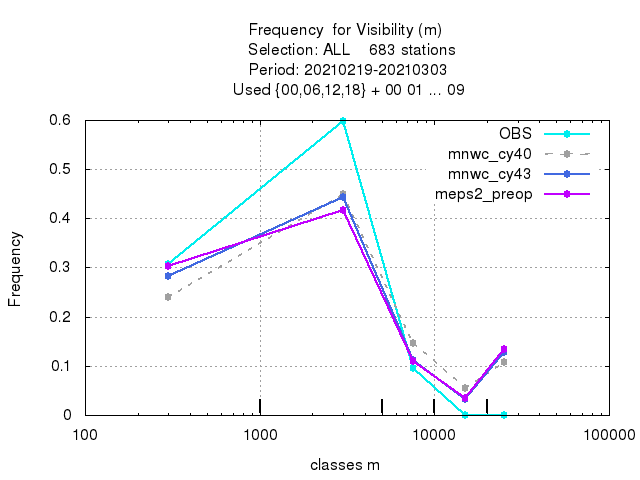 Frequency  for Visibility (m)
Selection: ALL    683 stations
Period: 20210219-20210303
Used {00,06,12,18} + 00 01 ... 09
0.6
0.5
0.4
0.3
0.2
0.1
0
Frequency
OBS
mnwc_cy40
mnwc_cy43
meps2_preop
100
1000
10000
100000
classes m